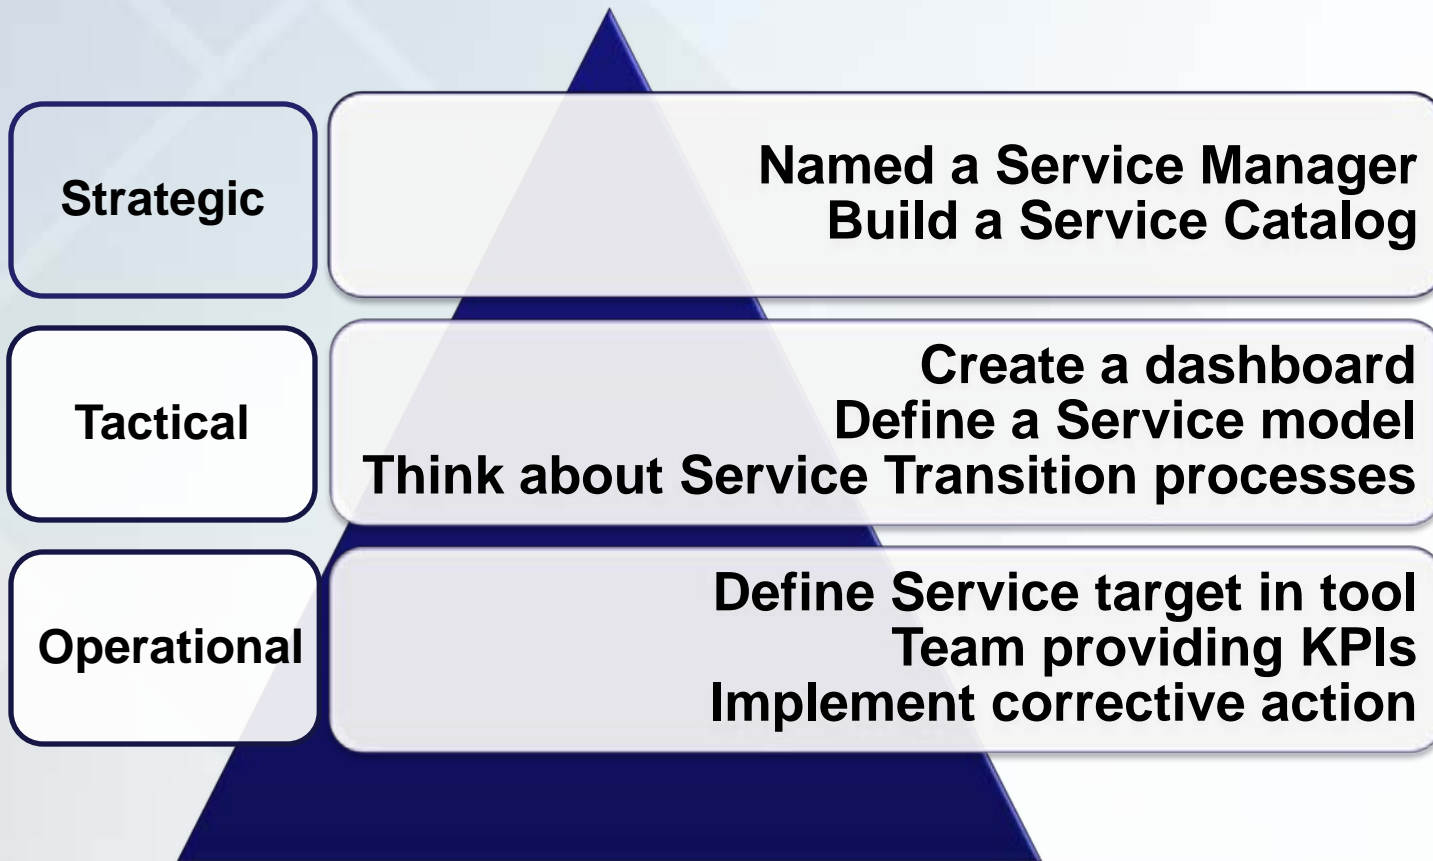 Strategic
Named a Service Manager
Build a Service Catalog
Tactical
Create a dashboard
Define a Service model
Think about Service Transition processes
Operational
Define Service target in tool
Team providing KPIs
Implement corrective action